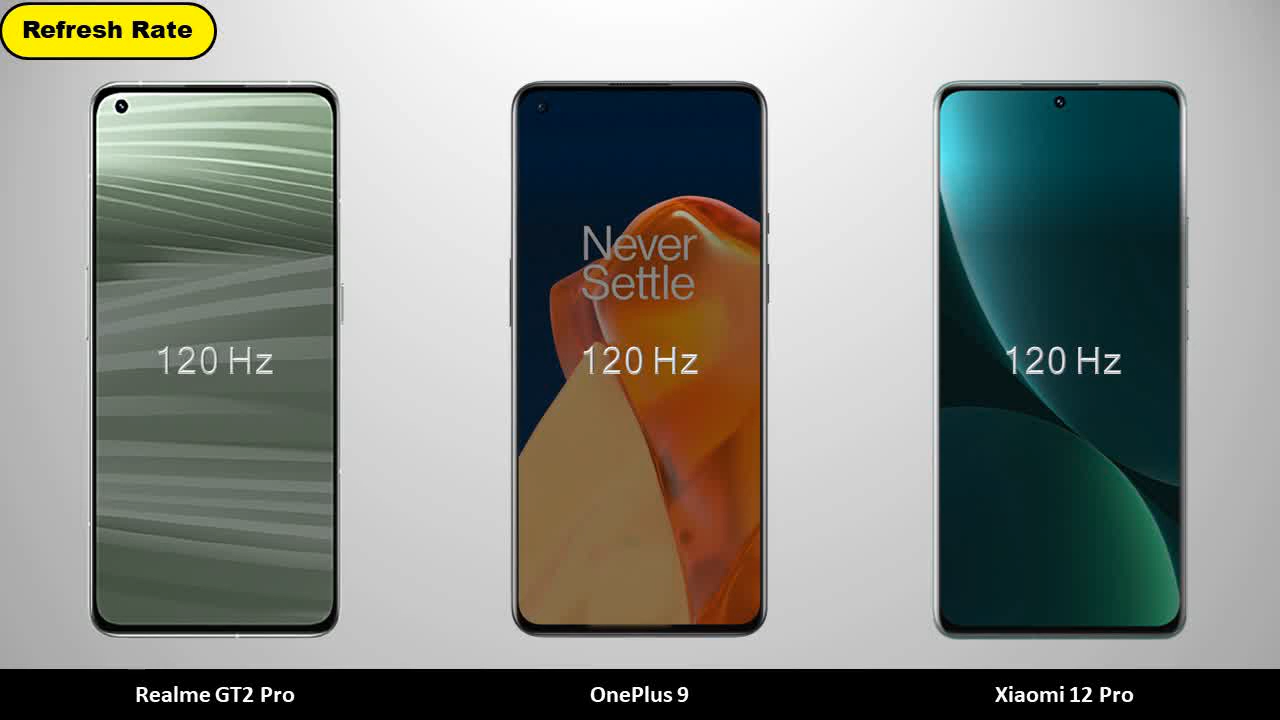 Refresh Rate
Never
Settle
120 Hz
120 Hz
120 Hz
Realme GT2 Pro
OnePlus 9
Xiaomi 12 Pro